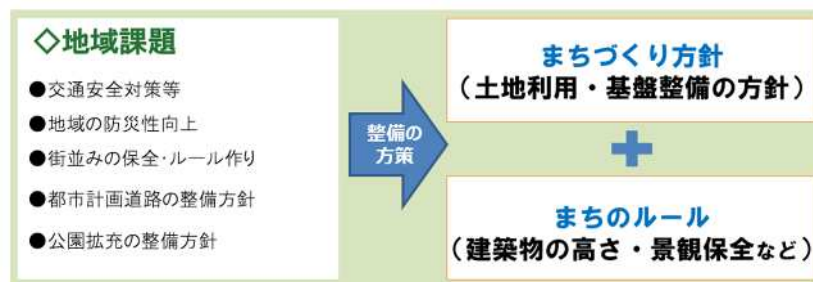 ◇地域課題
●交通安全対策等
●地域の防災性向上
●街並みの保全･ルール作り
●都市計画道路の整備方針
●公園拡充の整備方針
整備の
方策
まちづくり方針
（土地利用・基盤整備の方針）
まちのルール
（建築物の高さ・景観保全など）